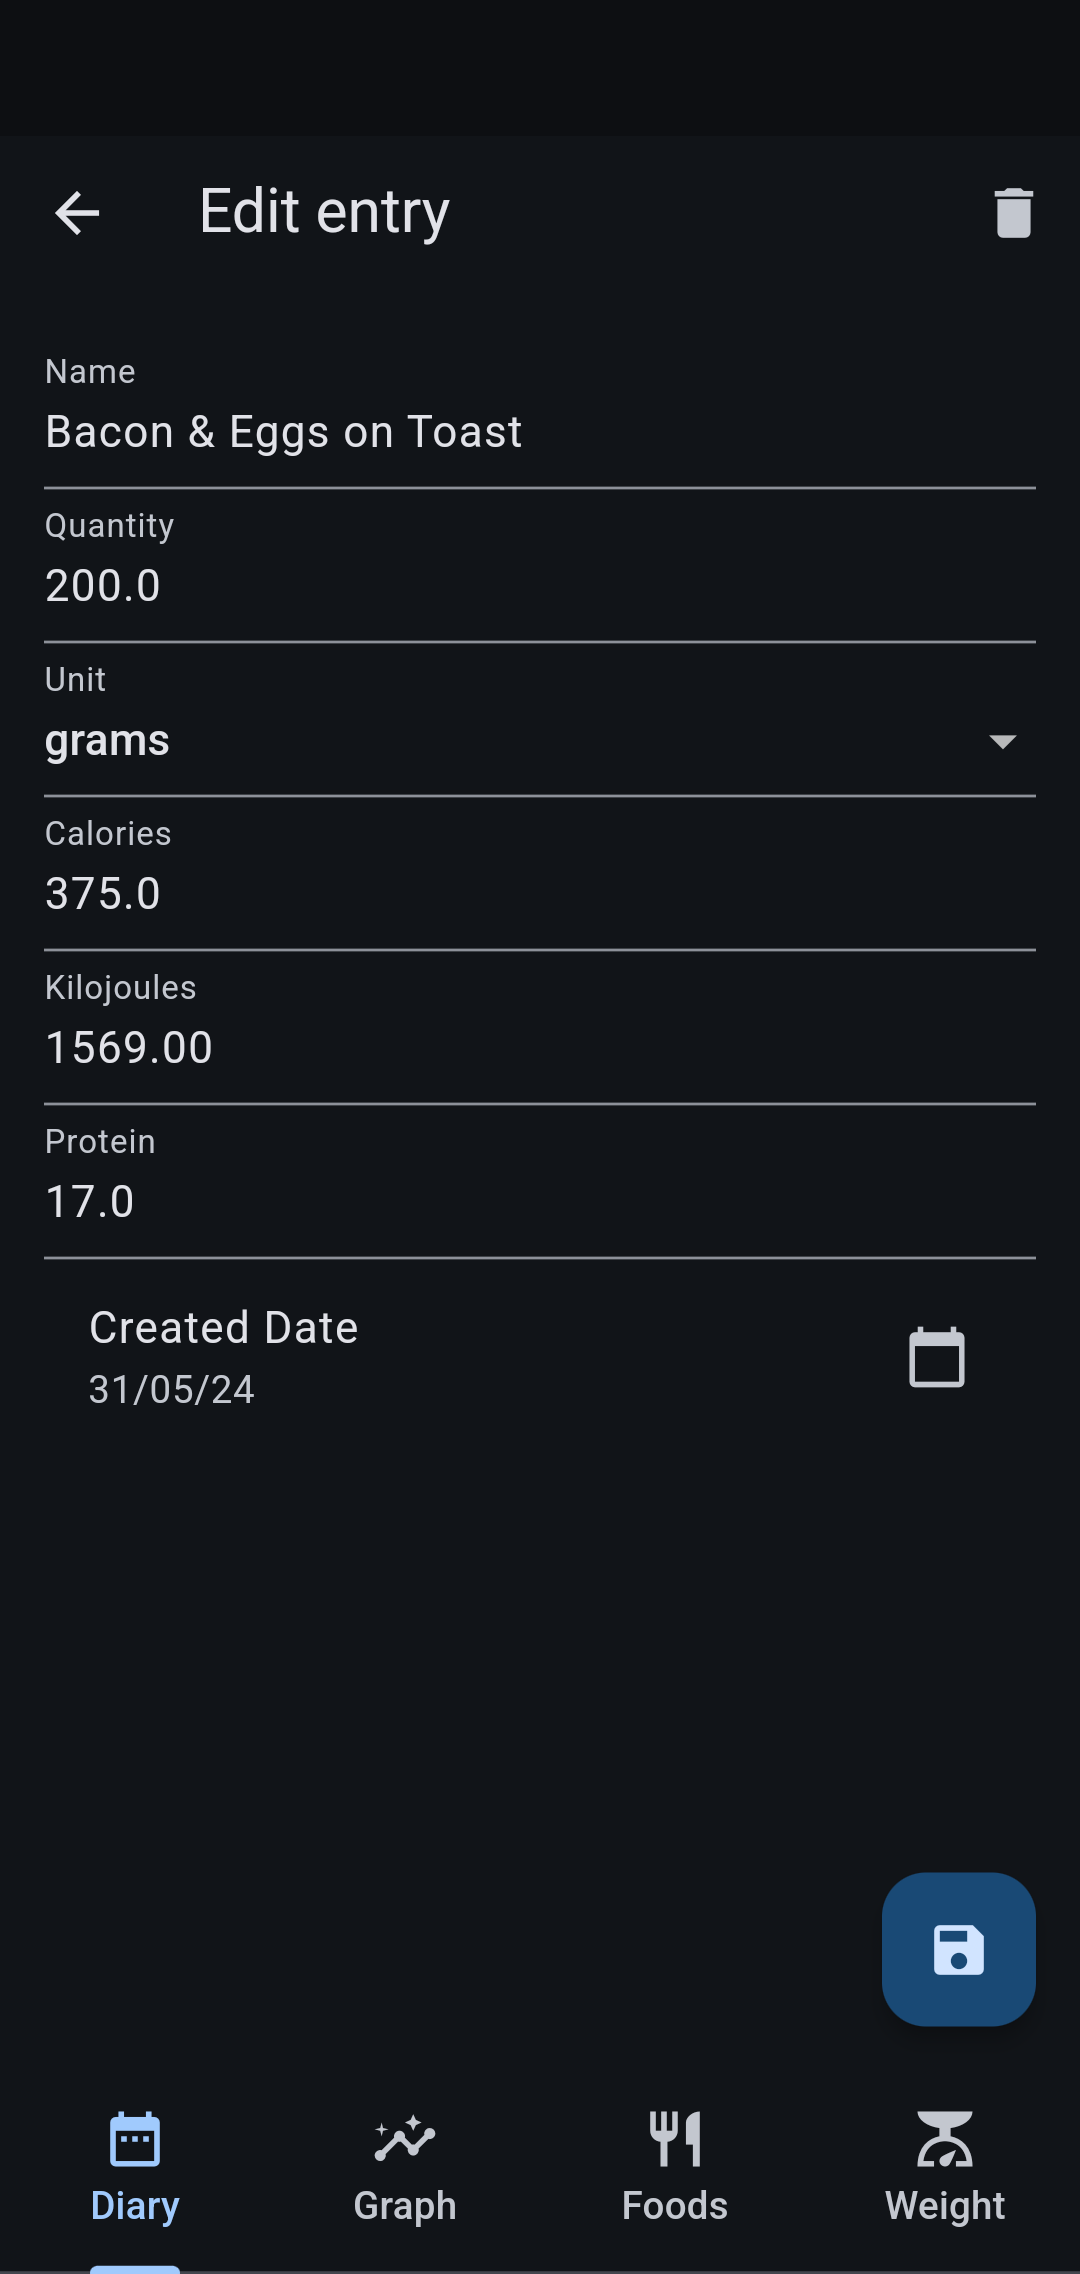 Edit entry
Name
Bacon & Eggs on Toast
Quantity
200.0
Unit
grams
Calories
375.0
Kilojoules
1569.00
Protein
17.0
Created Date
31/05/24
Diary
Graph
Foods
Weight